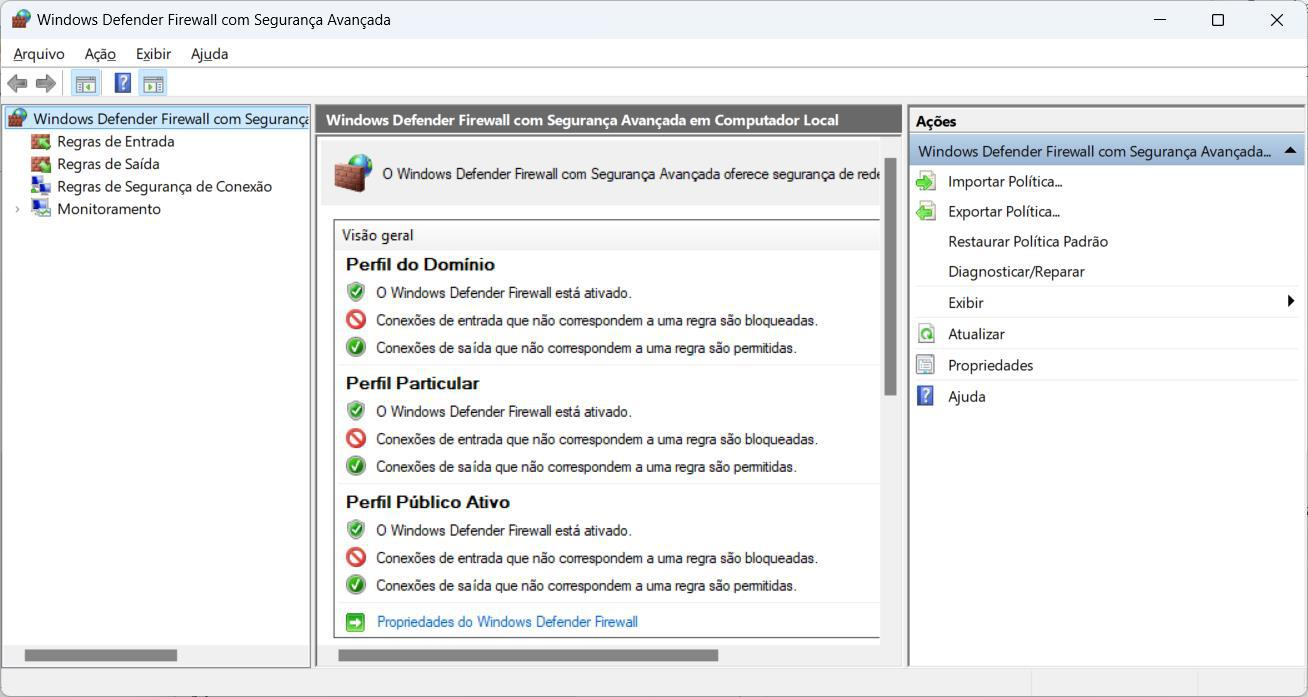 Windows Defender Firewall com Segurança Avançada
Arquivo Ação Exibir Ajuda
Windows Defender Firewall com Segurança
Regras de Entrada
Regras de Saída
Regras de Segurança de Conexão
Monitoramento
Windows Defender Firewall com Segurança Avançada em Computador Local
O Windows Defender Firewall com Segurança Avançada oferece segurança de rede
Visão geral
Perfil do Domínio
O Windows Defender Firewall está ativado.
Conexões de entrada que não correspondem a uma regra são bloqueadas.
Conexões de saída que não correspondem a uma regra são permitidas.
Perfil Particular
O Windows Defender Firewall está ativado.
Conexões de entrada que não correspondem a uma regra são bloqueadas.
Conexões de saída que não correspondem a uma regra são permitidas.
Perfil Público Ativo
O Windows Defender Firewall está ativado.
Conexões de entrada que não correspondem a uma regra são bloqueadas.
Conexões de saída que não correspondem a uma regra são permitidas.
Propriedades do Windows Defender Firewall
Ações
Windows Defender Firewall com Segurança Avançada...
Importar Política...
Exportar Política...
Restaurar Política Padrão
Diagnosticar/Reparar
Exibir
Atualizar
Propriedades
Ajuda